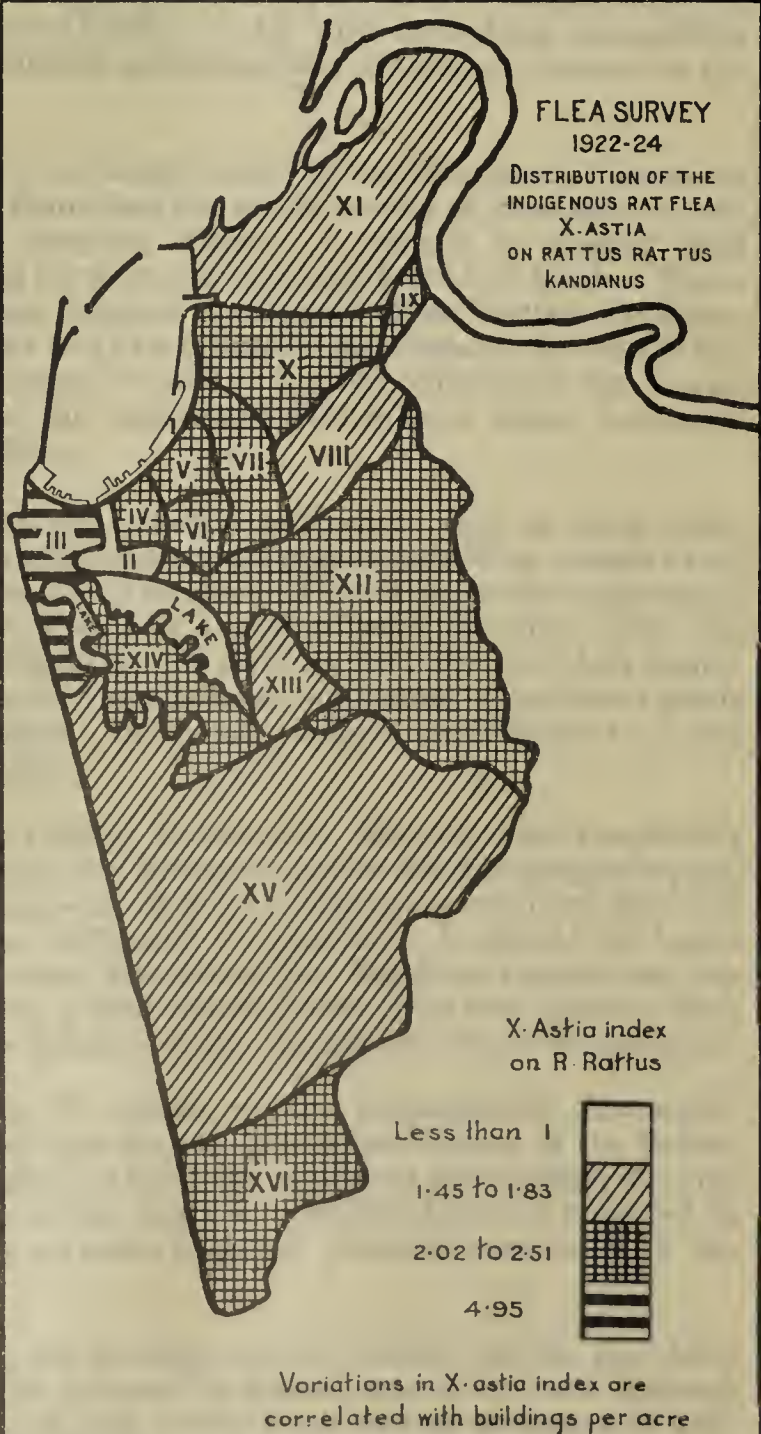 FLEA SURVEY
1922-24
DISTRIBUTION OF THE
INDIGENOUS RAT FLEA
X.ASTIA
ON RATTUS RATTUS
KANDIANUS
XI
IX
X
VIII
VII
V
IV
VI
III
II
XII
LAKE
LAKE
XIV
XIII
XV
XVI
X·Astia index
on R·Rattus
Less than 1
1·45 to 1·83
2·02 to 2·51
4·95
Variations in X·astia index are
correlated with buildings per acre